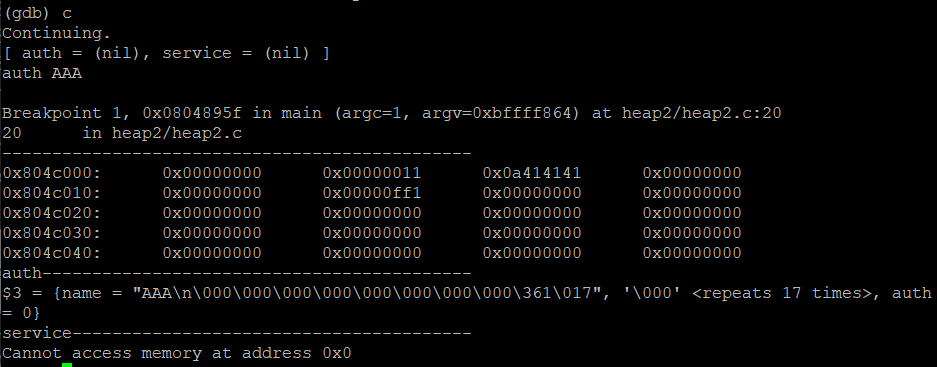 (gdb) c
Continuing.
[ auth = (nil), service = (nil) ]
auth AAA

Breakpoint 1, 0x0804895f in main (argc=1, argv=0xbffff864) at heap2/heap2.c:20
20      in heap2/heap2.c
-----------------------------------------------
0x804c000:      0x00000000      0x00000011      0x0a414141      0x00000000
0x804c010:      0x00000ff1      0x00000000      0x00000000
0x804c020:      0x00000000      0x00000000      0x00000000      0x00000000
0x804c030:      0x00000000      0x00000000      0x00000000      0x00000000
0x804c040:      0x00000000      0x00000000      0x00000000      0x00000000
auth-------------------------------------------
$3 = {name = "AAA\n\000\000\000\000\000\000\000\000\361\017", '\000' <repeats 17 times>, auth
= 0}
service----------------------------------------
Cannot access memory at address 0x0